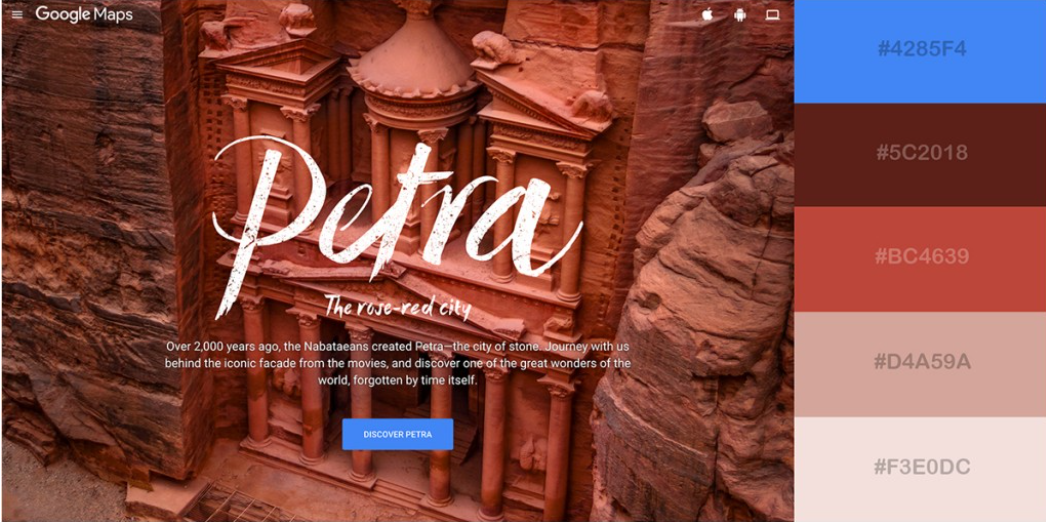 Google Maps
Petra
The rose-red city
Over 2,000 years ago, the Nabataeans created Petra—the city of stone. Journey with us
behind the iconic facade from the movies, and discover one of the great wonders of the
world, forgotten by time itself.
DISCOVER PETRA
#4285F4
#5C2018
#BC4639
#D4A59A
#F3E0DC